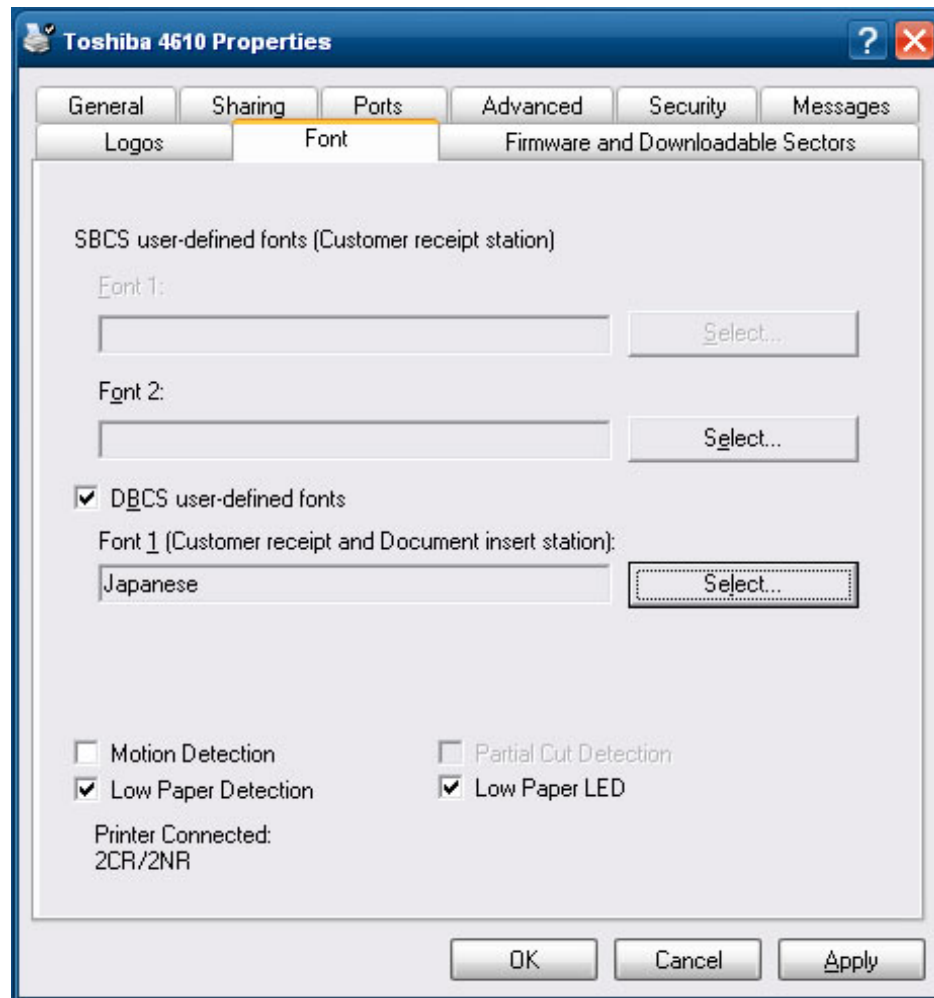 Toshiba 4610 Properties
General Sharing Ports Advanced Security Messages
Logos Font Firmware and Downloadable Sectors
SBCS user-defined fonts (Customer receipt station)
Font 1:
Select...
Font 2:
Select...
DBCS user-defined fonts
Font 1 (Customer receipt and Document insert station):
Japanese Select...
Motion Detection Partial Cut Detection
Low Paper Detection Low Paper LED
Printer Connected:
2CR/2NR
OK Cancel Apply